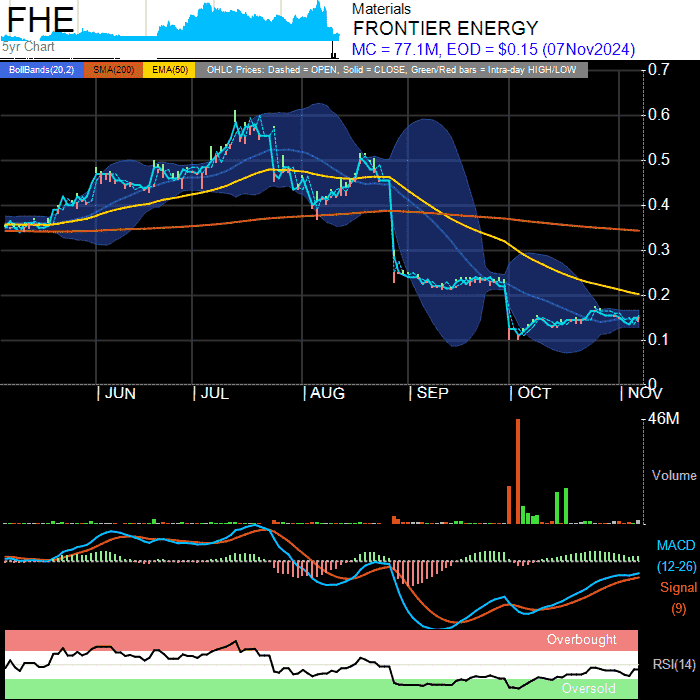 FHE
5yr Chart
Materials
FRONTIER ENERGY
MC = 77.1M, EOD = $0.15 (07Nov2024)
BollBands(20,2) SMA(200) EMA(50) OHLC Prices: Dashed = OPEN, Solid = CLOSE, Green/Red bars = Intra-day HIGH/LOW
0.7
0.6
0.5
0.4
0.3
0.2
0.1
0
| JUN | JUL | AUG | SEP | OCT | NOV
46M
Volume
MACD
(12-26)
Signal
(9)
Overbought
RSI(14)
Oversold